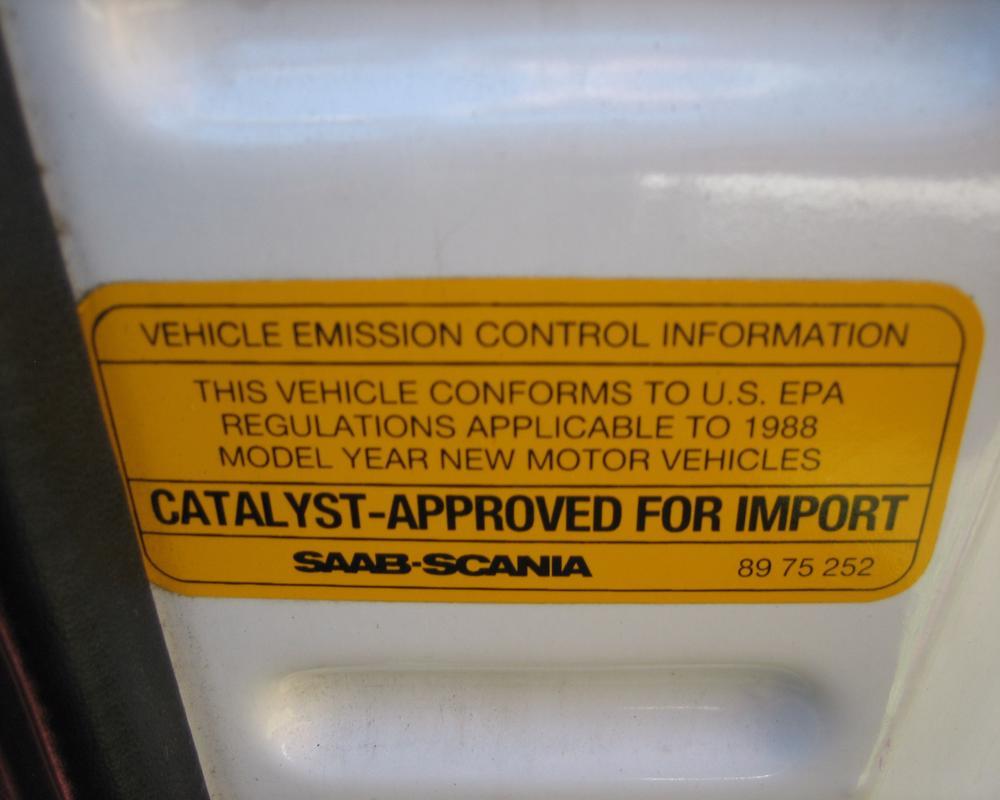 VEHICLE EMISSION CONTROL INFORMATION
THIS VEHICLE CONFORMS TO U.S. EPA
REGULATIONS APPLICABLE TO 1988
MODEL YEAR NEW MOTOR VEHICLES
CATALYST-APPROVED FOR IMPORT
SAAB-SCANIA 89 75 252